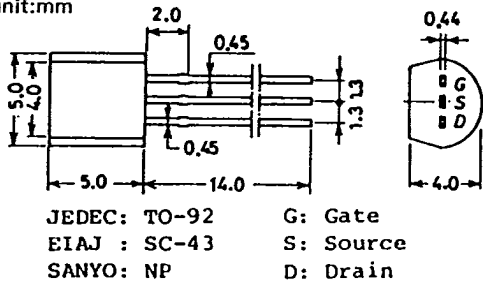 unit:mm
2.0
0.45
0.44
5.0
4.0
1.3
1.3
G
S
D
0.45
5.0
14.0
4.0
JEDEC: TO-92 G: Gate
EIAJ : SC-43 S: Source
SANYO: NP D: Drain